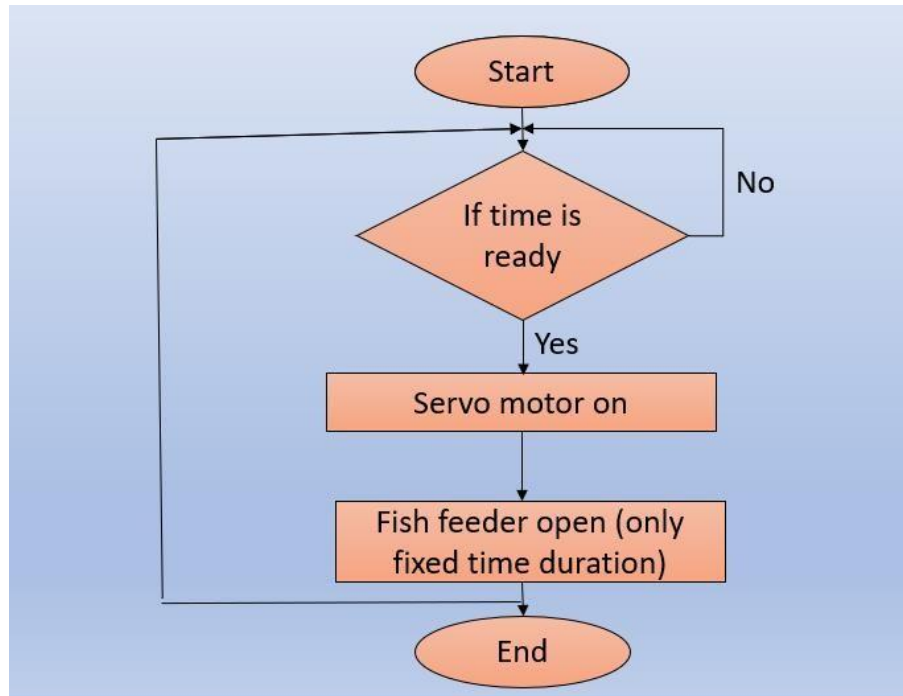 Start
No
If time is
ready
Yes
Servo motor on
Fish feeder open (only
fixed time duration)
End